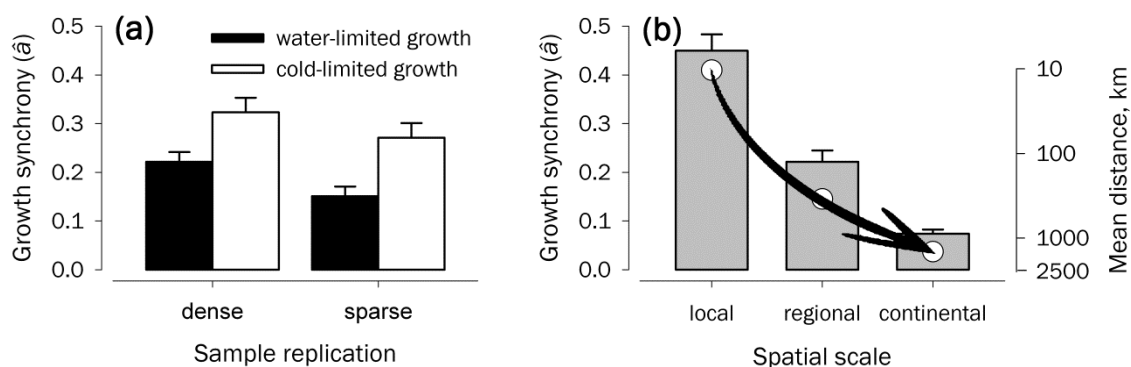 (a)
water-limited growth
cold-limited growth
Growth synchrony (â)
0.5
0.4
0.3
0.2
0.1
0.0
dense sparse
Sample replication
(b)
Growth synchrony (â)
0.5
0.4
0.3
0.2
0.1
0.0
local regional continental
Spatial scale
10
100
1000
2500
Mean distance, km